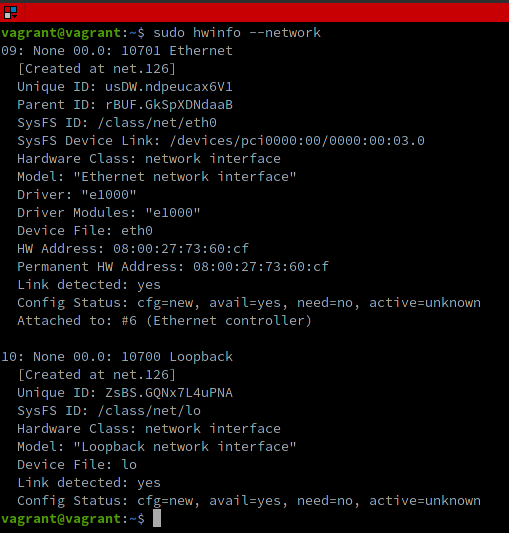 vagrant@vagrant:~$ sudo hwinfo --network
09: None 00.0: 10701 Ethernet
  [Created at net.126]
  Unique ID: usDW.ndpeucax6V1
  Parent ID: rBUF.GkSpXDNdaaB
  SysFS ID: /class/net/eth0
  SysFS Device Link: /devices/pci0000:00/0000:00:03.0
  Hardware Class: network interface
  Model: "Ethernet network interface"
  Driver: "e1000"
  Driver Modules: "e1000"
  Device File: eth0
  HW Address: 08:00:27:73:60:cf
  Permanent HW Address: 08:00:27:73:60:cf
  Link detected: yes
  Config Status: cfg=new, avail=yes, need=no, active=unknown
  Attached to: #6 (Ethernet controller)

10: None 00.0: 10700 Loopback
  [Created at net.126]
  Unique ID: ZsBS.GQNx7L4uPNA
  SysFS ID: /class/net/lo
  Hardware Class: network interface
  Model: "Loopback network interface"
  Device File: lo
  Link detected: yes
  Config Status: cfg=new, avail=yes, need=no, active=unknown
vagrant@vagrant:~$